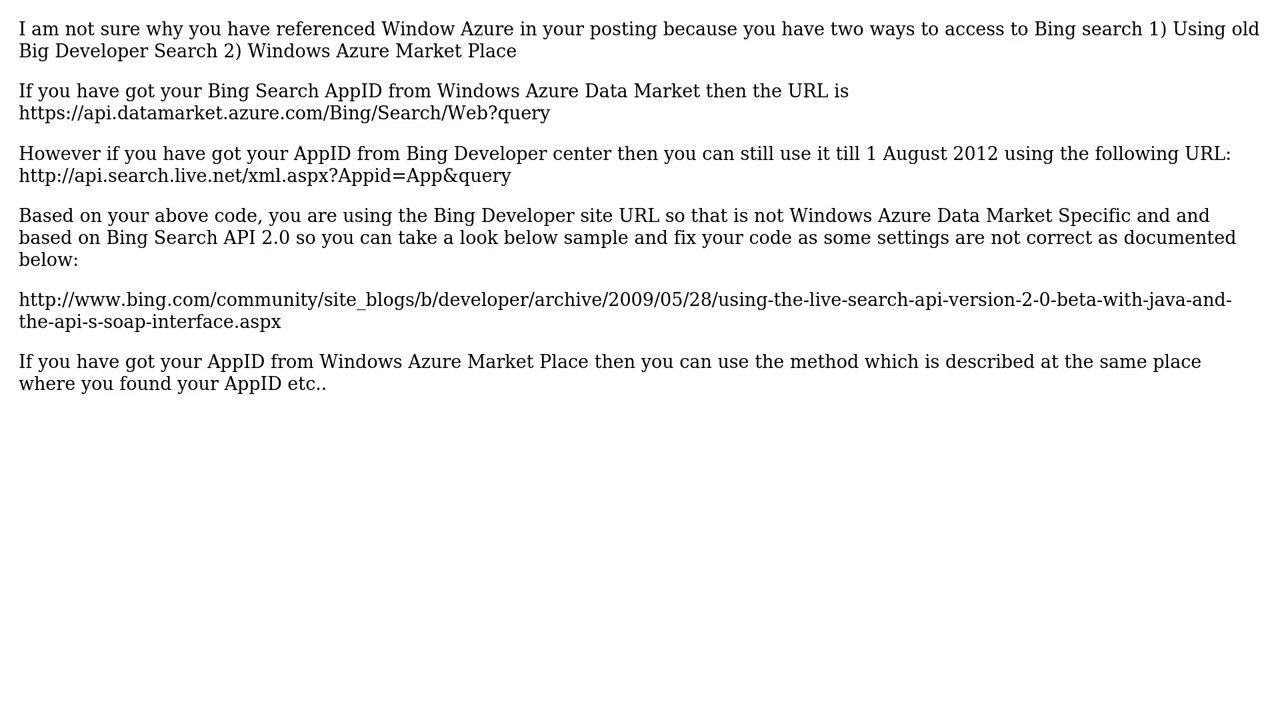 I am not sure why you have referenced Window Azure in your posting because you have two ways to access to Bing search 1) Using old
Big Developer Search 2) Windows Azure Market Place
If you have got your Bing Search AppID from Windows Azure Data Market then the URL is
https://api.datamarket.azure.com/Bing/Search/Web?query
However if you have got your AppID from Bing Developer center then you can still use it till 1 August 2012 using the following URL:
http://api.search.live.net/xml.aspx?Appid=App&query
Based on your above code, you are using the Bing Developer site URL so that is not Windows Azure Data Market Specific and and
based on Bing Search API 2.0 so you can take a look below sample and fix your code as some settings are not correct as documented
below:
http://www.bing.com/community/site_blogs/b/developer/archive/2009/05/28/using-the-live-search-api-version-2-0-beta-with-java-and-
the-api-s-soap-interface.aspx
If you have got your AppID from Windows Azure Market Place then you can use the method which is described at the same place
where you found your AppID etc..